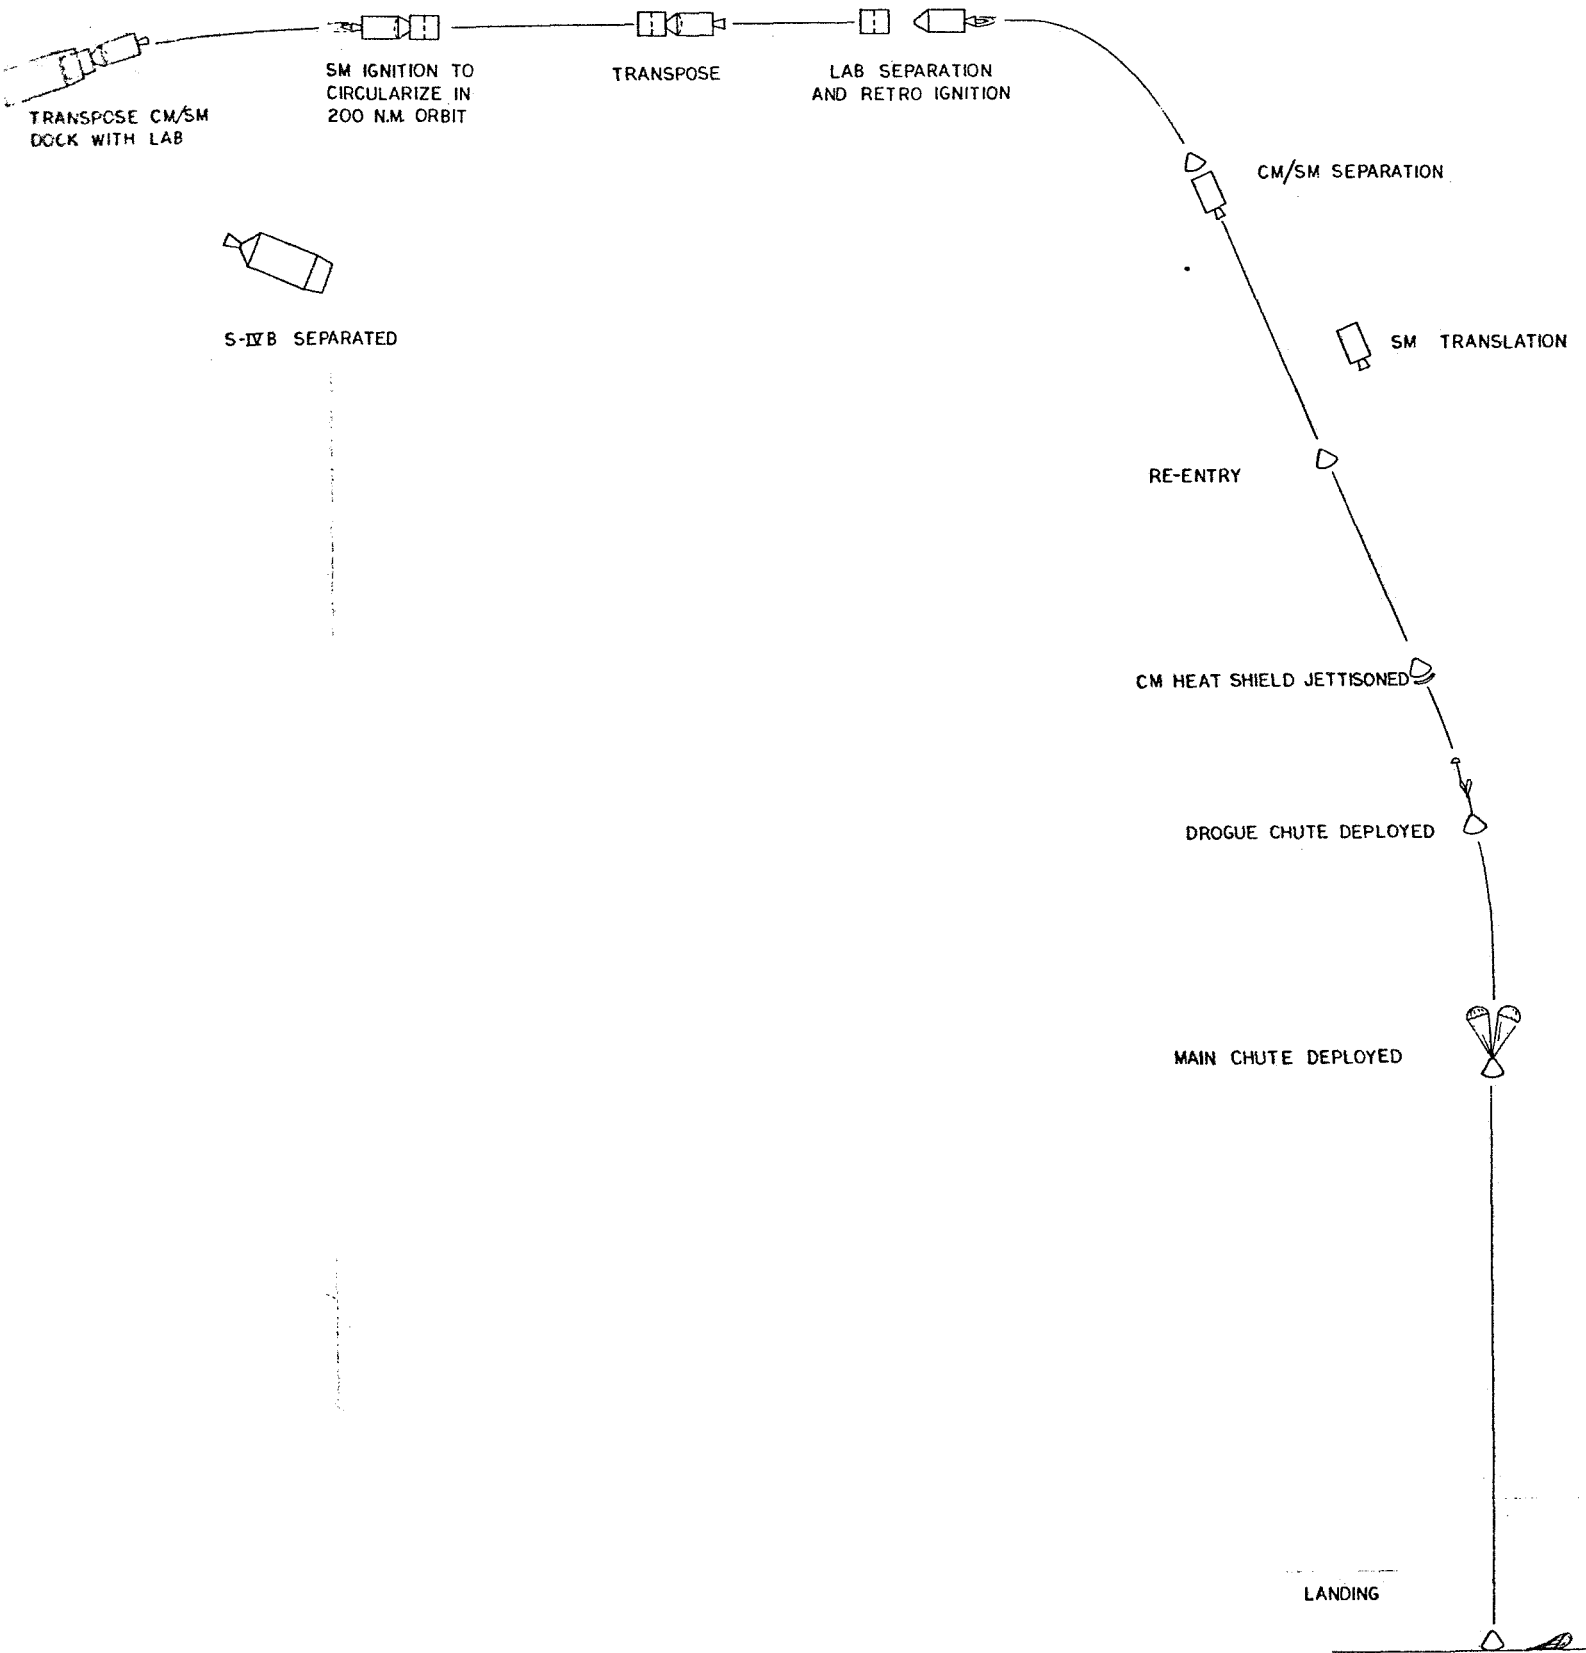 TRANSPOSE CM/SM
DOCK WITH LAB
SM IGNITION TO
CIRCULARIZE IN
200 N.M. ORBIT
TRANSPOSE
LAB SEPARATION
AND RETRO IGNITION
CM/SM SEPARATION
S-IVB SEPARATED
SM TRANSLATION
RE-ENTRY
CM HEAT SHIELD JETTISONED
DROGUE CHUTE DEPLOYED
MAIN CHUTE DEPLOYED
LANDING